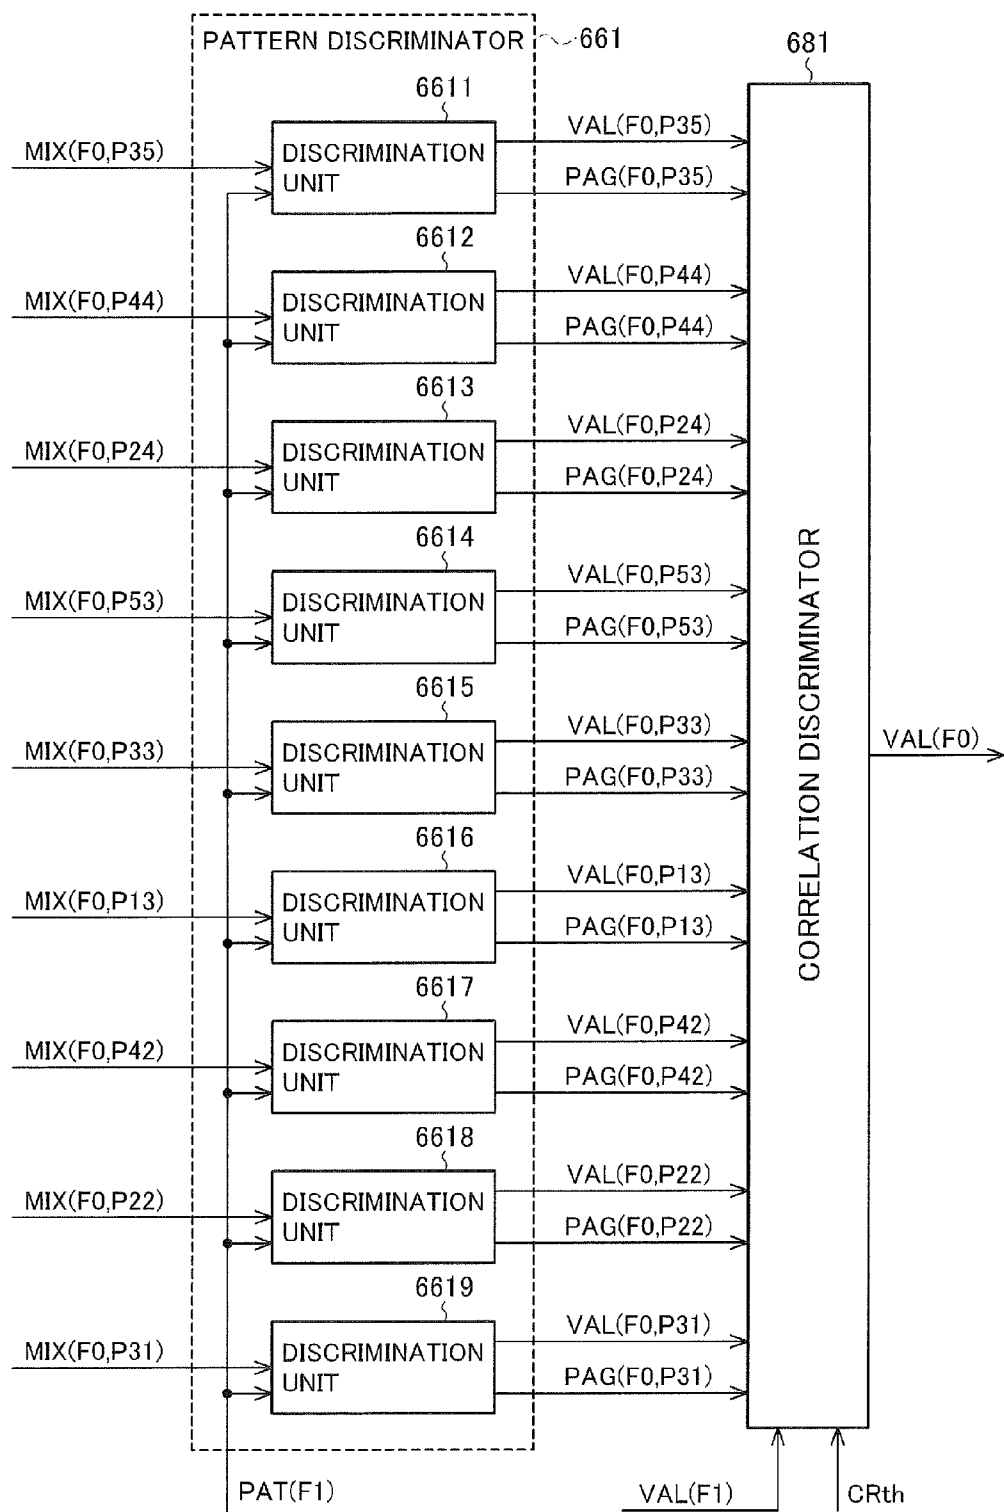 PATTERN DISCRIMINATOR
661
681
6611
MIX(F0,P35)
DISCRIMINATION
UNIT
VAL(F0,P35)
PAG(F0,P35)
6612
MIX(F0,P44)
DISCRIMINATION
UNIT
VAL(F0,P44)
PAG(F0,P44)
6613
MIX(F0,P24)
DISCRIMINATION
UNIT
VAL(F0,P24)
PAG(F0,P24)
6614
MIX(F0,P53)
DISCRIMINATION
UNIT
VAL(F0,P53)
PAG(F0,P53)
6615
MIX(F0,P33)
DISCRIMINATION
UNIT
VAL(F0,P33)
PAG(F0,P33)
6616
MIX(F0,P13)
DISCRIMINATION
UNIT
VAL(F0,P13)
PAG(F0,P13)
6617
MIX(F0,P42)
DISCRIMINATION
UNIT
VAL(F0,P42)
PAG(F0,P42)
6618
MIX(F0,P22)
DISCRIMINATION
UNIT
VAL(F0,P22)
PAG(F0,P22)
6619
MIX(F0,P31)
DISCRIMINATION
UNIT
VAL(F0,P31)
PAG(F0,P31)
CORRELATION DISCRIMINATOR
VAL(F0)
PAT(F1)
VAL(F1)
CRth